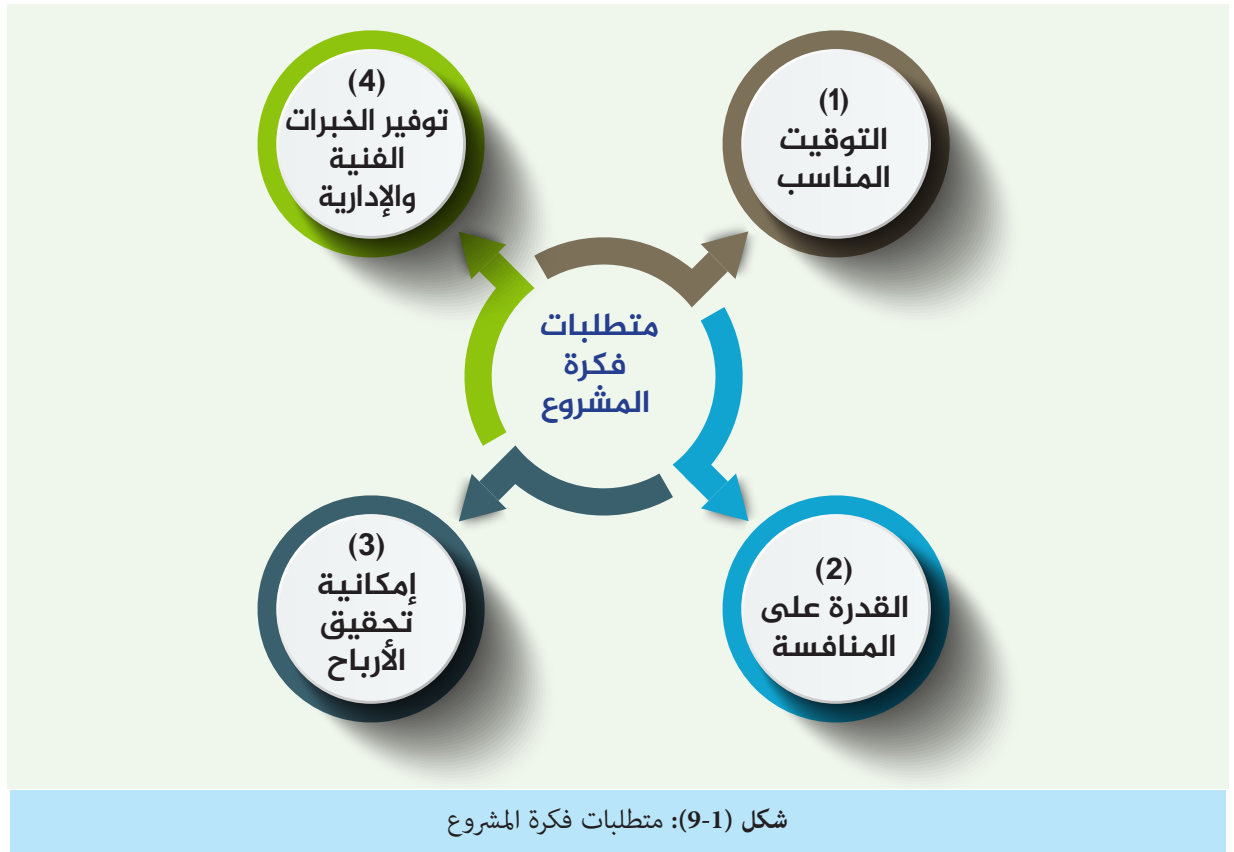 متطلبات
فكرة
المشروع
(1)
التوقيت
المناسب
(2)
القدرة على
المنافسة
(3)
إمكانية
تحقيق
الأرباح
(4)
توفير الخبرات
الفنية
والإدارية
شكل (1-9): متطلبات فكرة المشروع